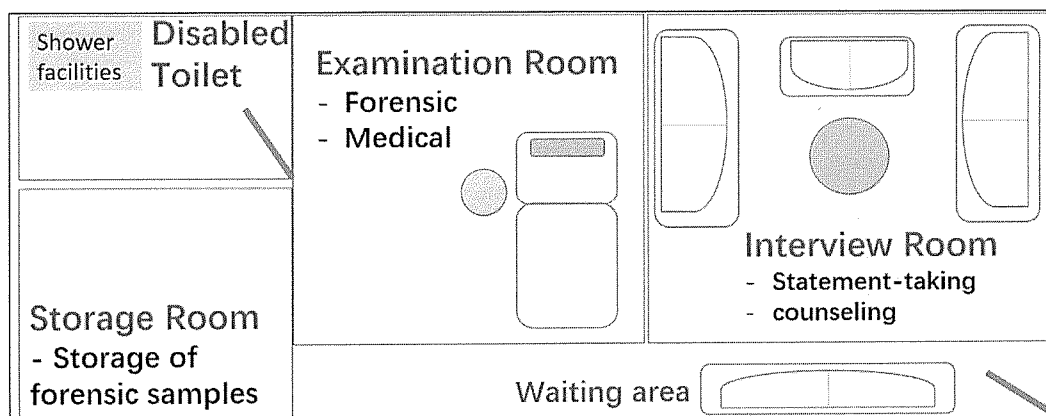 Shower
facilities
Disabled
Toilet
Examination Room
- Forensic
- Medical
Interview Room
- Statement-taking
- counseling
Storage Room
- Storage of
forensic samples
Waiting area